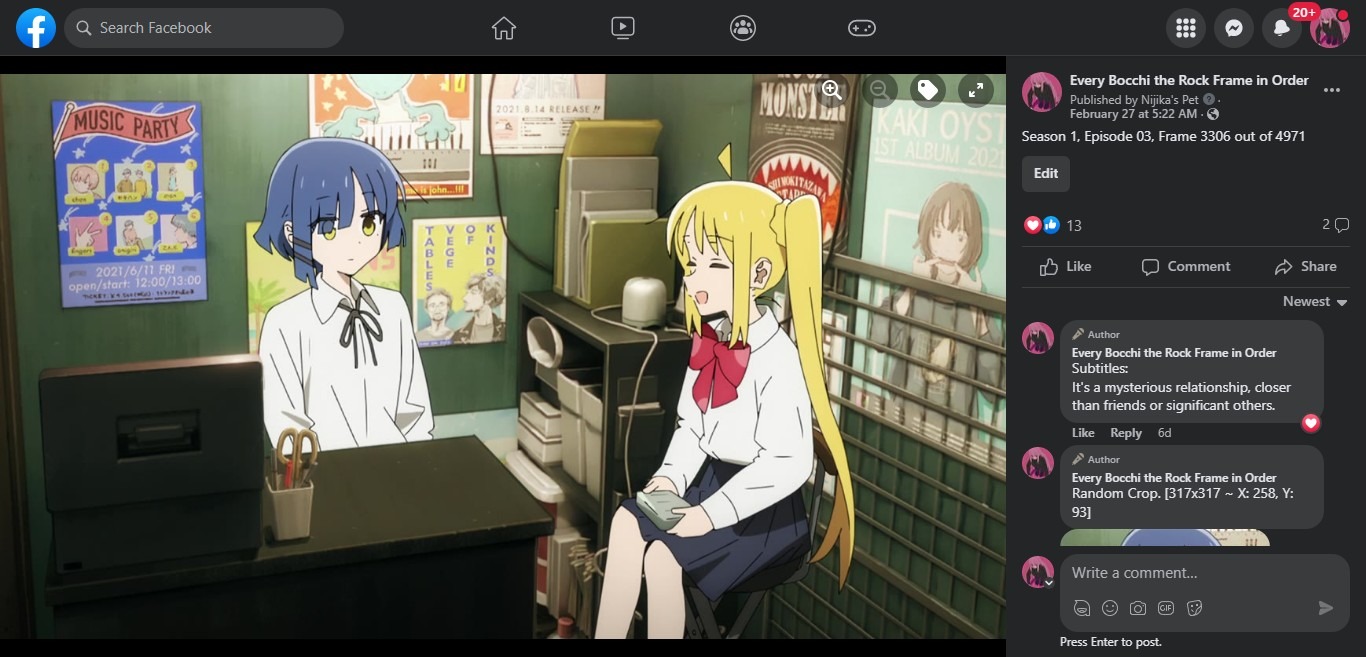 Search Facebook
20+
MUSIC PARTY
2021/6/11 FRI
open/start: 12:00/13:00
is john...!!!
2021.8.14 RELEASE!!
KINDS
OF
VEGE
TABLES
MONSTER
SHIMOKITAZAWA
KAKI OYST
1ST ALBUM 2021
Every Bocchi the Rock Frame in Order
Published by Nijika's Pet
February 27 at 5:22 AM
Season 1, Episode 03, Frame 3306 out of 4971
Edit
13
2
Like
Comment
Share
Newest
Author
Every Bocchi the Rock Frame in Order
Subtitles:
It's a mysterious relationship, closer
than friends or significant others.
Like Reply 6d
Author
Every Bocchi the Rock Frame in Order
Random Crop. [317x317 ~ X: 258, Y:
93]
Write a comment...
GIF
Press Enter to post.